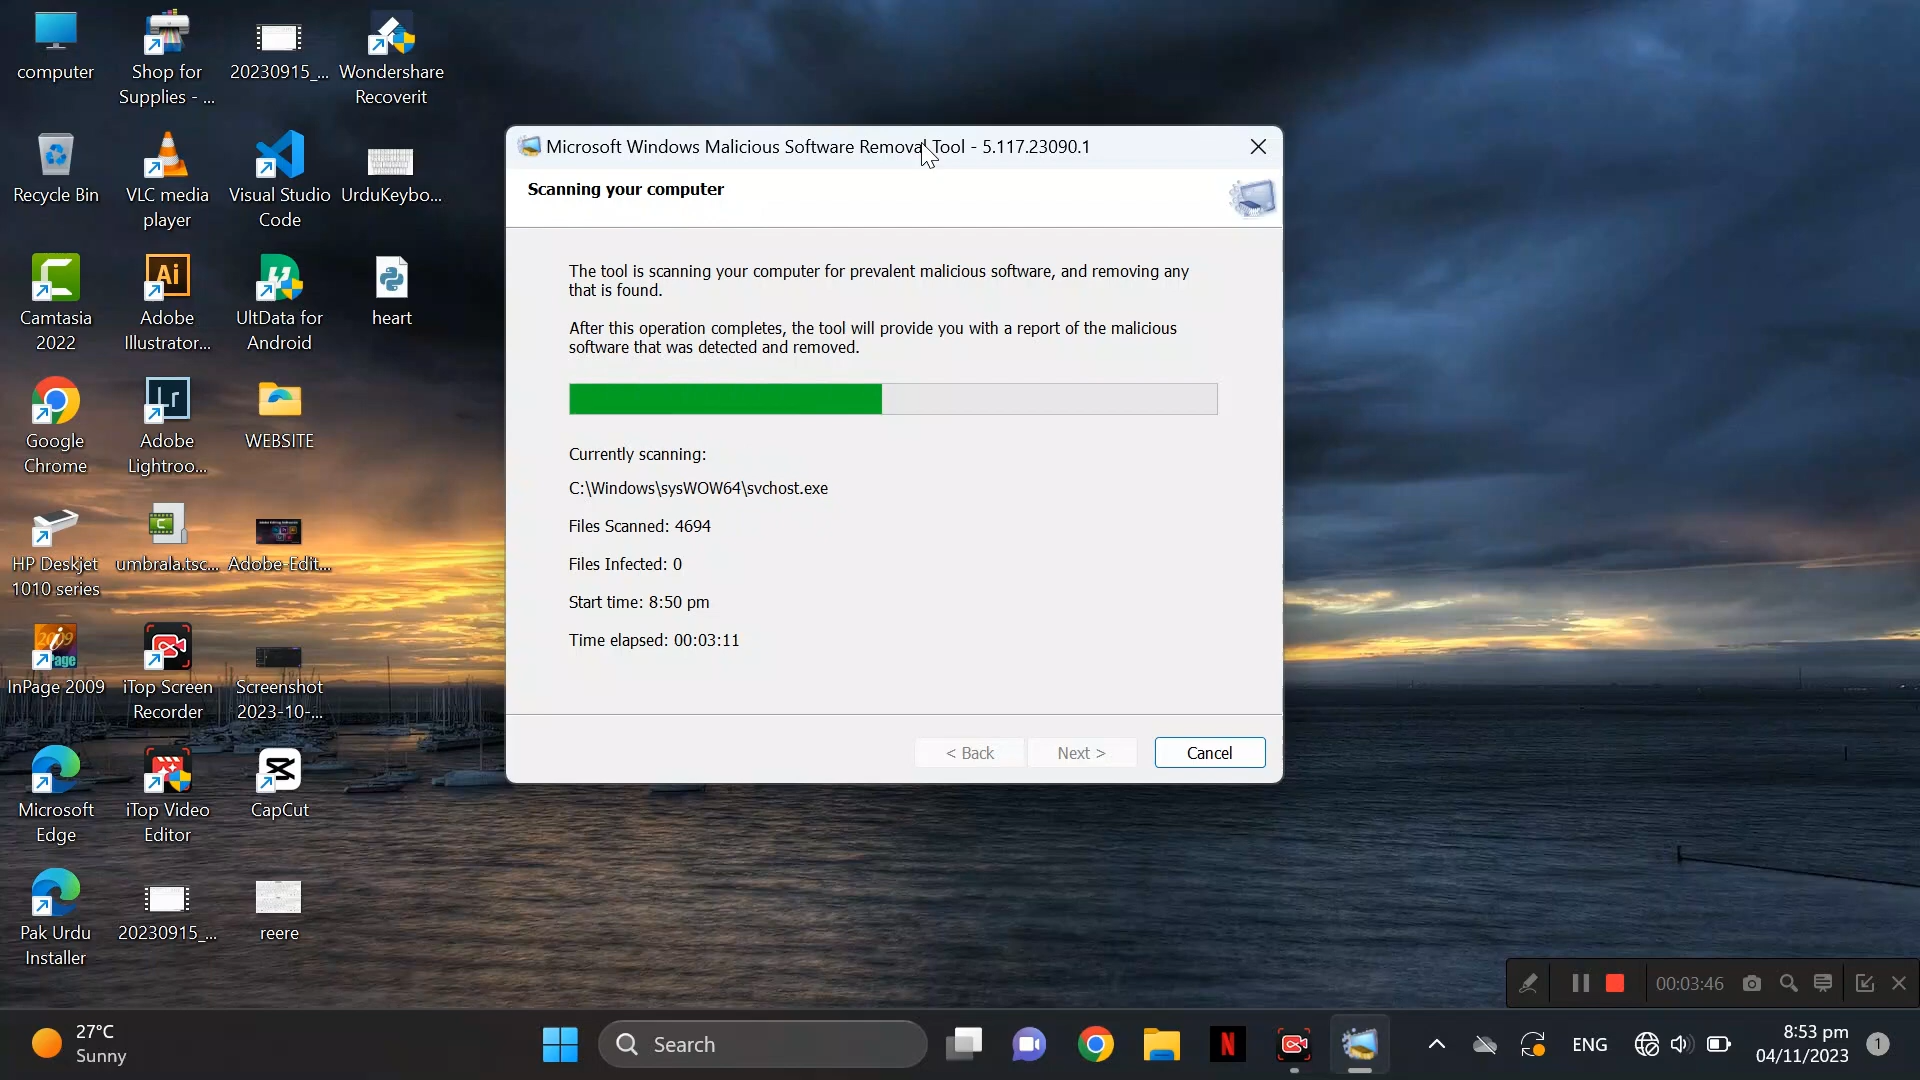 computer
Shop for
Supplies - ...
20230915_...
Wondershare
Recoverit
Recycle Bin
VLC media
player
Visual Studio
Code
UrduKeybo...
Camtasia
2022
Ai
Adobe
Illustrator...
UltData for
Android
heart
Google
Chrome
Lr
Adobe
Lightroo...
WEBSITE
HP Deskjet
1010 series
umbrala.tsc...
Adobe-Edit...
2009
Page
InPage 2009
iTop Screen
Recorder
Screenshot
2023-10-...
Microsoft
Edge
iTop Video
Editor
CapCut
Pak Urdu
Installer
20230915_...
reere
Microsoft Windows Malicious Software Removal Tool - 5.117.23090.1
Scanning your computer
The tool is scanning your computer for prevalent malicious software, and removing any
that is found.
After this operation completes, the tool will provide you with a report of the malicious
software that was detected and removed.
Currently scanning:
C:\Windows\sysWOW64\svchost.exe
Files Scanned: 4694
Files Infected: 0
Start time: 8:50 pm
Time elapsed: 00:03:11
< Back
Next >
Cancel
00:03:46
27°C
Sunny
Search
N
ENG
8:53 pm
04/11/2023
1